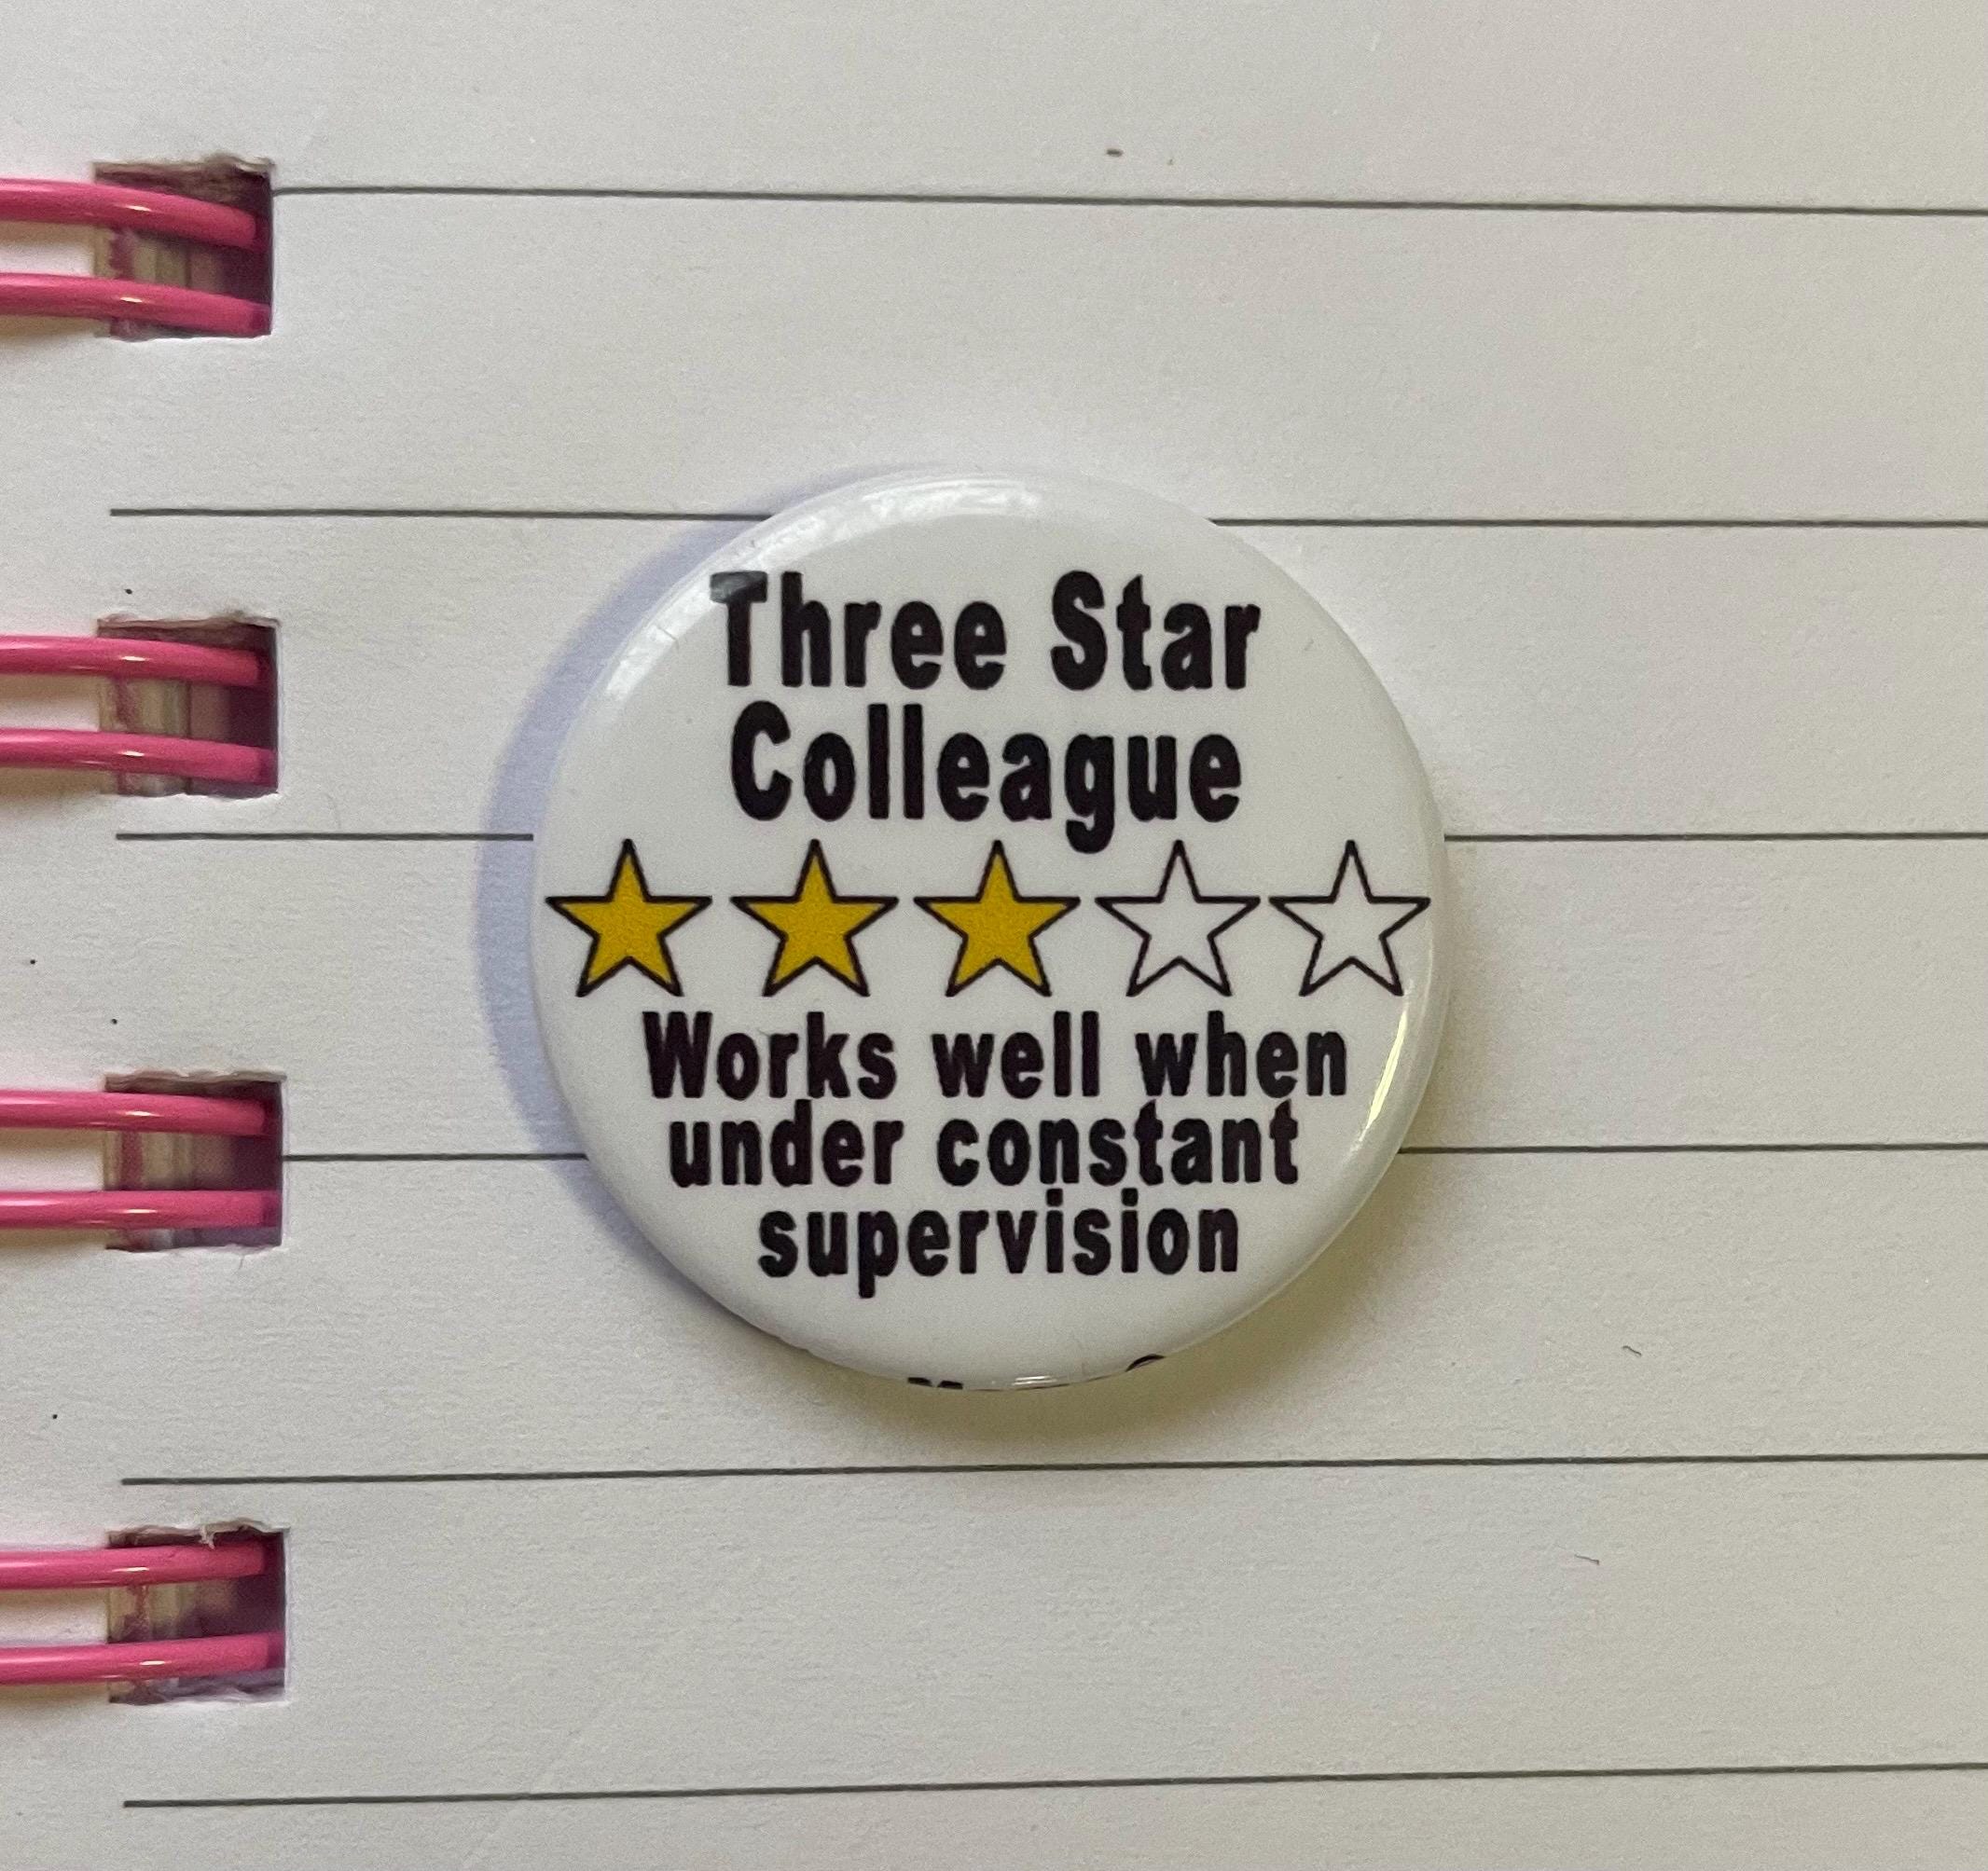 Three Star
Colleague
Works well when
under constant
supervision